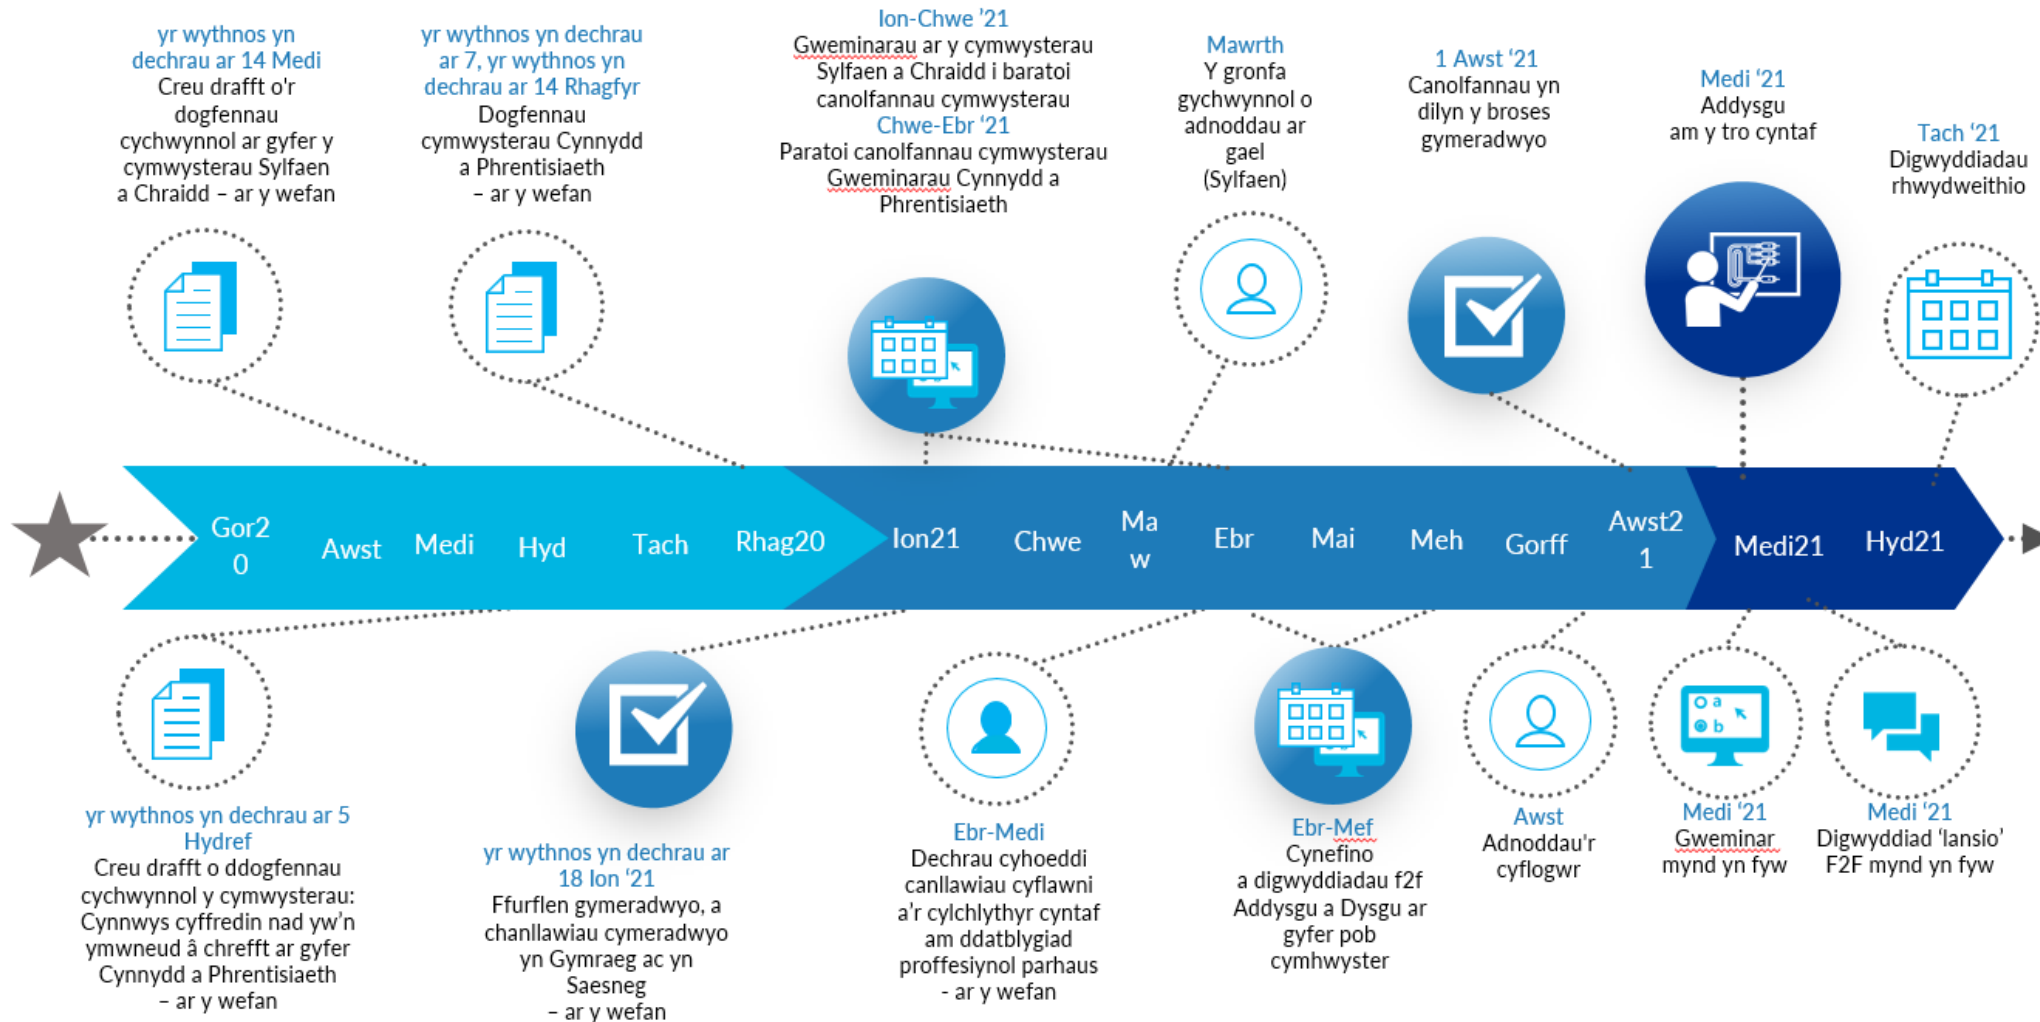 yr wythnos yn
dechrau ar 14 Medi
Creu drafft o'r
dogfennau
cychwynnol ar gyfer y
cymwysterau Sylfaen
a Chraidd – ar y wefan
yr wythnos yn dechrau
ar 7, yr wythnos yn
dechrau ar 14 Rhagfyr
Dogfennau
cymwysterau Cynnydd
a Phrentisiaeth
– ar y wefan
Ion-Chwe '21
Gweminarau ar y cymwysterau
Sylfaen a Chraidd i baratoi
canolfannau cymwysterau
Chwe-Ebr ‘21
Paratoi canolfannau cymwysterau
Gweminarau Cynnydd a
Phrentisiaeth
Mawrth
Y gronfa
gychwynnol o
adnoddau ar
gael
(Sylfaen)
1 Awst ‘21
Canolfannau yn
dilyn y broses
gymeradwyo
Medi ‘21
Addysgu
am y tro cyntaf
Tach ‘21
Digwyddiadau
rhwydweithio
Gor2
0
Awst
Medi
Hyd
Tach
Rhag20
Ion21
Chwe
Ma
w
Ebr
Mai
Meh
Gorff
Awst2
1
Medi21
Hyd21
yr wythnos yn dechrau ar 5
Hydref
Creu drafft o ddogfennau
cychwynnol y cymwysterau:
Cynnwys cyffredin nad yw’n
ymwneud â chrefft ar gyfer
Cynnydd a Phrentisiaeth
– ar y wefan
yr wythnos yn dechrau ar
18 Ion ‘21
Ffurflen gymeradwyo, a
chanllawiau cymeradwyo
yn Gymraeg ac yn
Saesneg
– ar y wefan
Ebr-Medi
Dechrau cyhoeddi
canllawiau cyflawni
a’r cylchlythyr cyntaf
am ddatblygiad
proffesiynol parhaus
- ar y wefan
Ebr-Mef
Cynefino
a digwyddiadau f2f
Addysgu a Dysgu ar
gyfer pob
cymhwyster
Awst
Adnoddau'r
cyflogwr
a
b
Medi ‘21
Gweminar
mynd yn fyw
Medi ‘21
Digwyddiad ‘lansio’
F2F mynd yn fyw